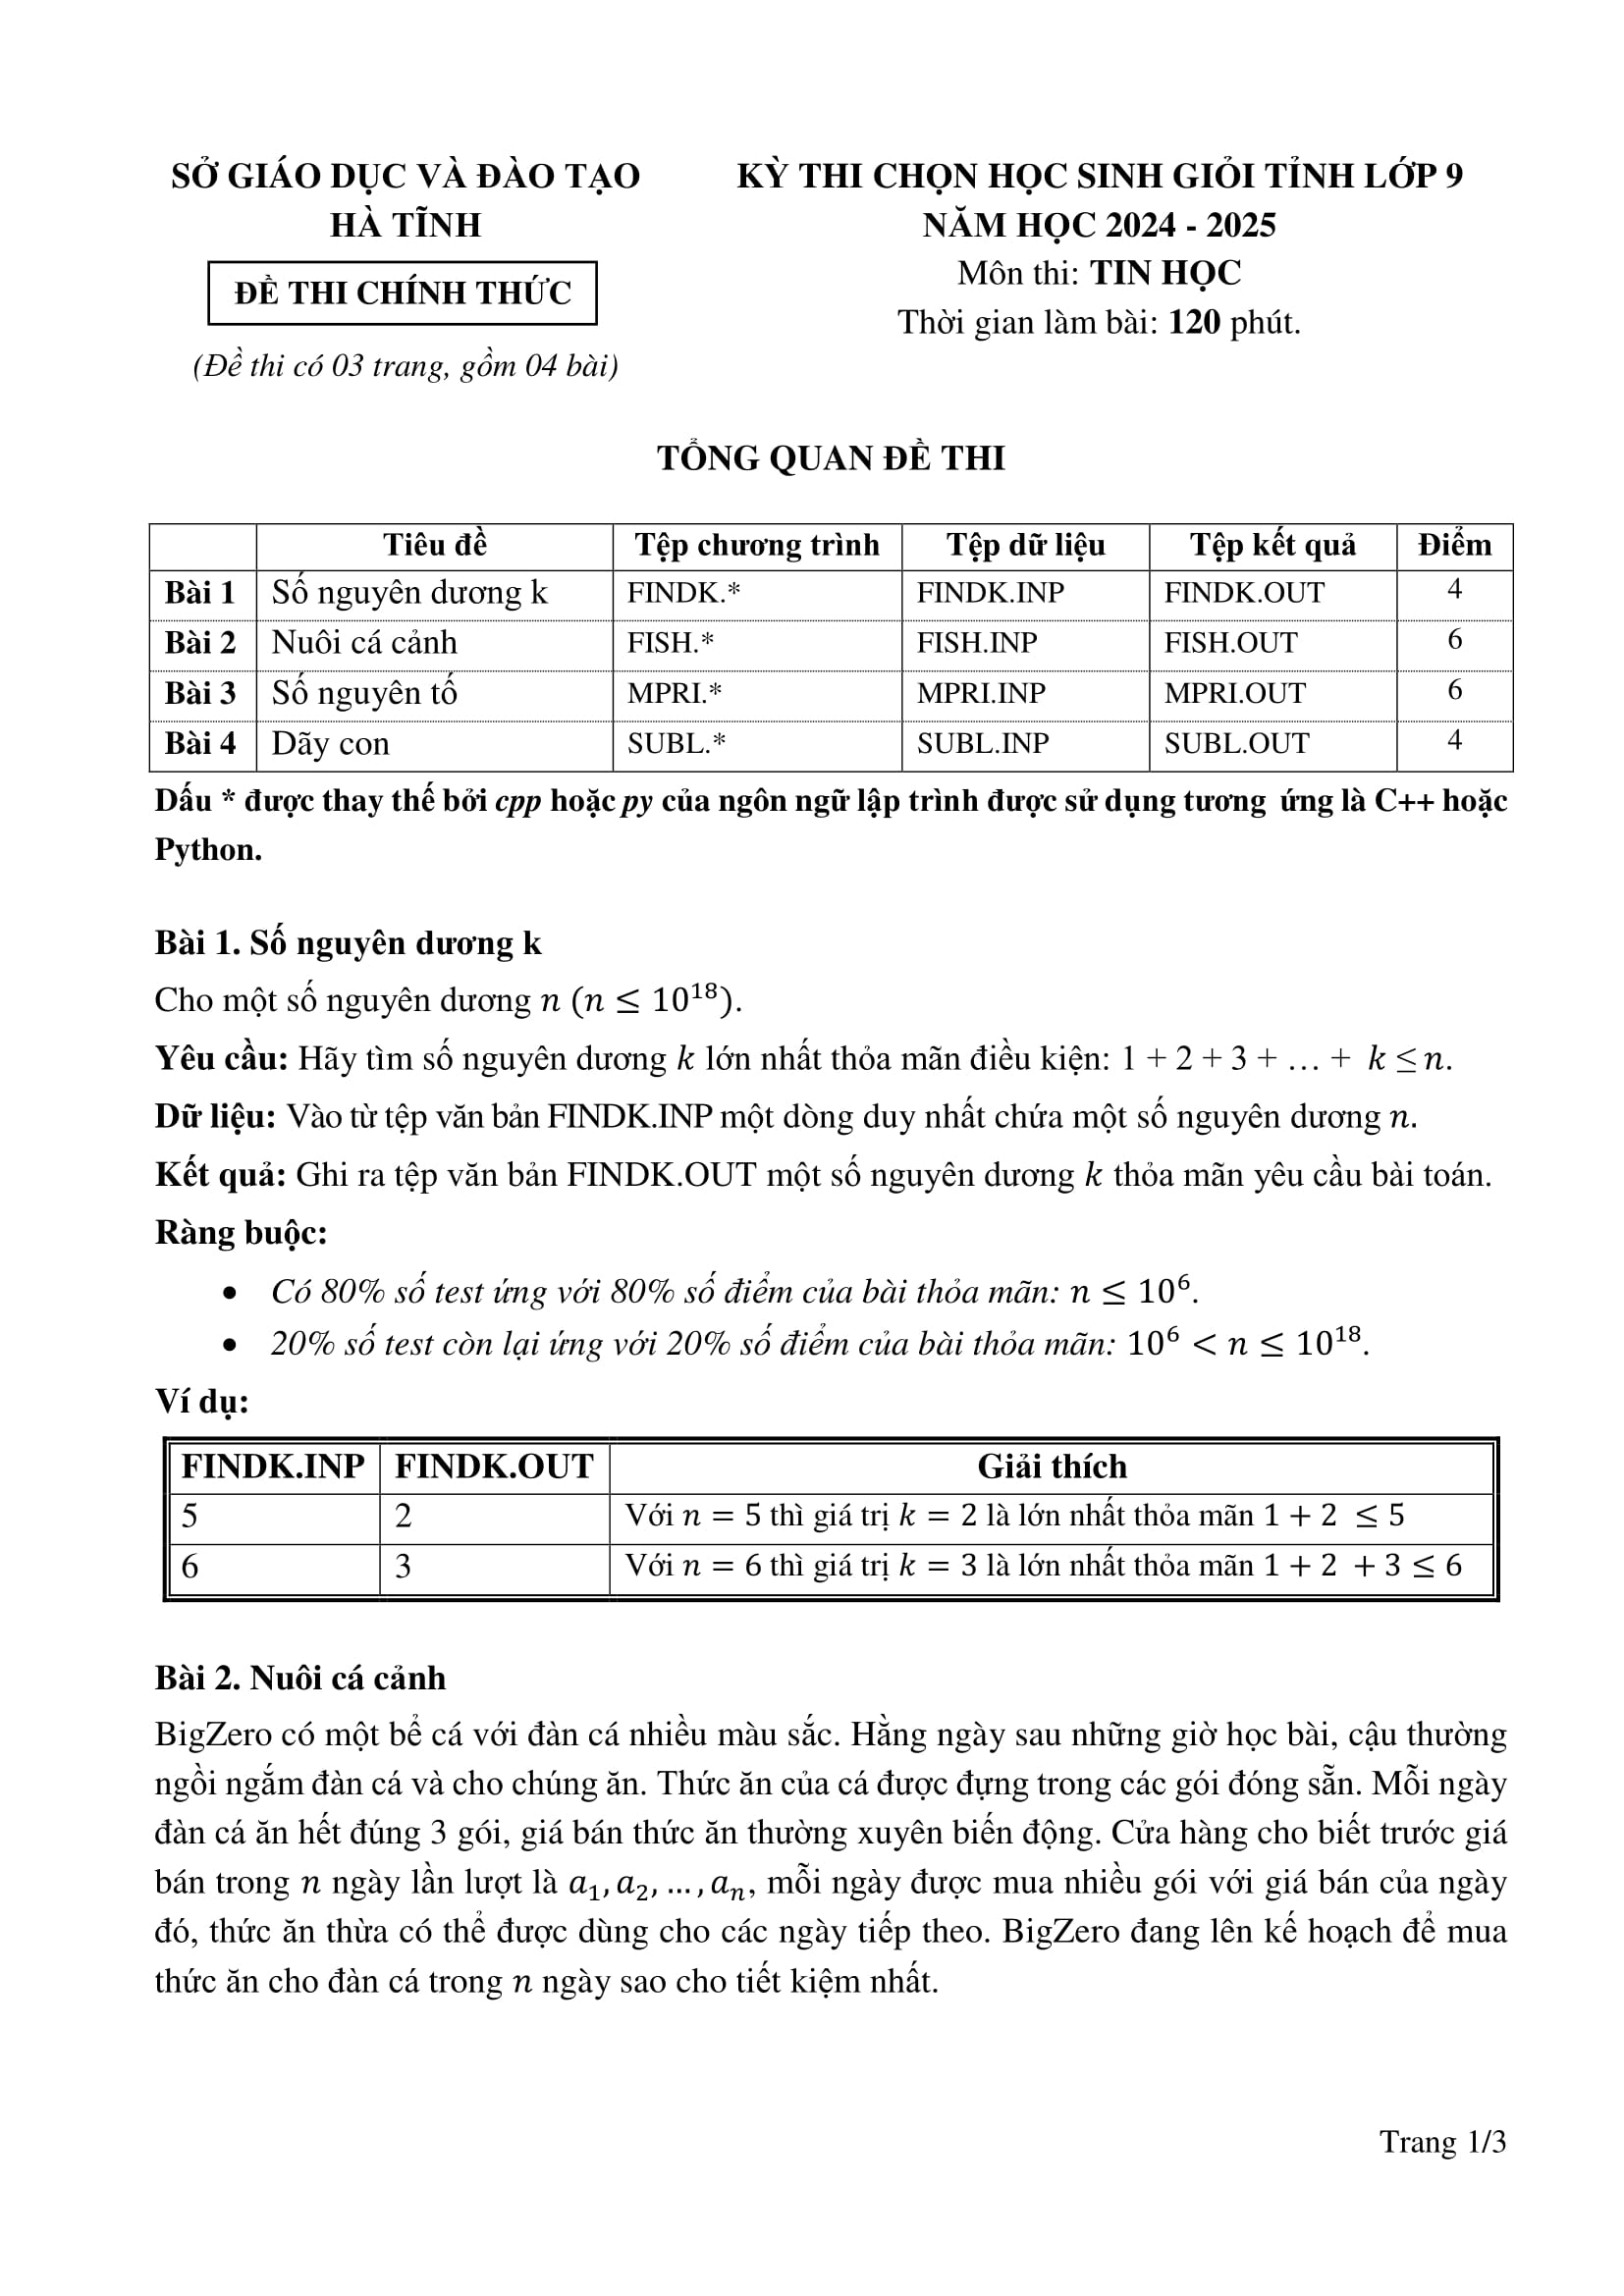 SỞ GIÁO DỤC VÀ ĐÀO TẠO
HÀ TĨNH
ĐỀ THI CHÍNH THỨC
(Đề thi có 03 trang, gồm 04 bài)
KỲ THI CHỌN HỌC SINH GIỎI TỈNH LỚP 9
NĂM HỌC 2024 - 2025
Môn thi: TIN HỌC
Thời gian làm bài: 120 phút.
TỔNG QUAN ĐỀ THI
Tiêu đề Tệp chương trình Tệp dữ liệu Tệp kết quả Điểm
Bài 1 Số nguyên dương k FINDK.* FINDK.INP FINDK.OUT 4
Bài 2 Nuôi cá cảnh FISH.* FISH.INP FISH.OUT 6
Bài 3 Số nguyên tố MPRI.* MPRI.INP MPRI.OUT 6
Bài 4 Dãy con SUBL.* SUBL.INP SUBL.OUT 4
Dấu * được thay thế bởi cpp hoặc py của ngôn ngữ lập trình được sử dụng tương ứng là C++ hoặc
Python.
Bài 1. Số nguyên dương k
Cho một số nguyên dương n (n ≤ 10¹⁸).
Yêu cầu: Hãy tìm số nguyên dương k lớn nhất thỏa mãn điều kiện: 1 + 2 + 3 + … + k ≤ n.
Dữ liệu: Vào từ tệp văn bản FINDK.INP một dòng duy nhất chứa một số nguyên dương n.
Kết quả: Ghi ra tệp văn bản FINDK.OUT một số nguyên dương k thỏa mãn yêu cầu bài toán.
Ràng buộc:
• Có 80% số test ứng với 80% số điểm của bài thỏa mãn: n ≤ 10⁶.
• 20% số test còn lại ứng với 20% số điểm của bài thỏa mãn: 10⁶ < n ≤ 10¹⁸.
Ví dụ:
FINDK.INP FINDK.OUT Giải thích
5 2 Với n = 5 thì giá trị k = 2 là lớn nhất thỏa mãn 1 + 2 ≤ 5
6 3 Với n = 6 thì giá trị k = 3 là lớn nhất thỏa mãn 1 + 2 + 3 ≤ 6
Bài 2. Nuôi cá cảnh
BigZero có một bể cá với đàn cá nhiều màu sắc. Hằng ngày sau những giờ học bài, cậu thường
ngồi ngắm đàn cá và cho chúng ăn. Thức ăn của cá được đựng trong các gói đóng sẵn. Mỗi ngày
đàn cá ăn hết đúng 3 gói, giá bán thức ăn thường xuyên biến động. Cửa hàng cho biết trước giá
bán trong n ngày lần lượt là a₁, a₂, … , aₙ, mỗi ngày được mua nhiều gói với giá bán của ngày
đó, thức ăn thừa có thể được dùng cho các ngày tiếp theo. BigZero đang lên kế hoạch để mua
thức ăn cho đàn cá trong n ngày sao cho tiết kiệm nhất.
Trang 1/3